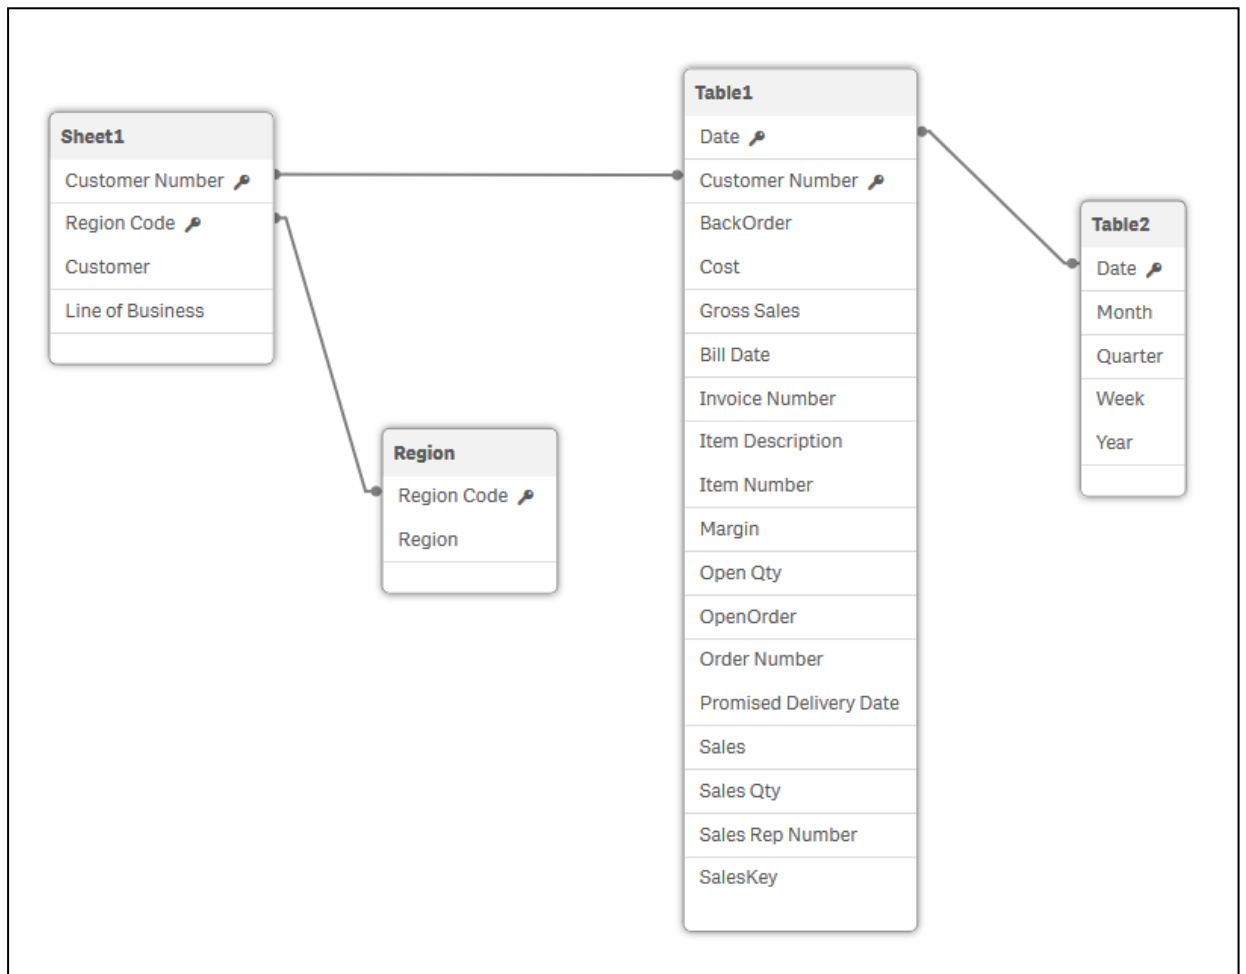 Sheet1
Customer Number
Region Code
Customer
Line of Business
Region
Region Code
Region
Table1
Date
Customer Number
BackOrder
Cost
Gross Sales
Bill Date
Invoice Number
Item Description
Item Number
Margin
Open Qty
OpenOrder
Order Number
Promised Delivery Date
Sales
Sales Qty
Sales Rep Number
SalesKey
Table2
Date
Month
Quarter
Week
Year